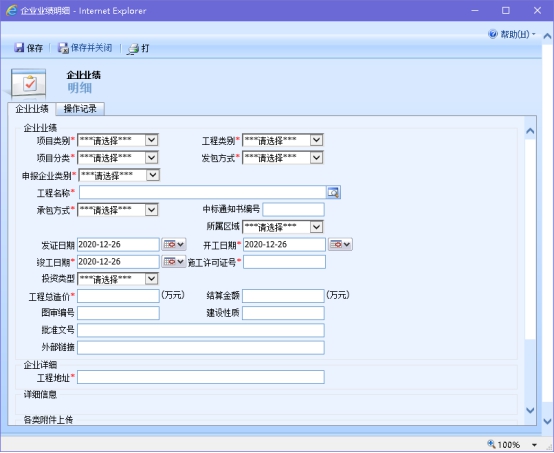 企业业绩明细 - Internet Explorer
帮助(H)
保存 保存并关闭 打
企业业绩
明细
企业业绩 操作记录
企业业绩
项目类别* ***请选择*** 工程类别* ***请选择***
项目分类* ***请选择*** 发包方式* ***请选择***
申报企业类别* ***请选择***
工程名称*
承包方式* ***请选择*** 中标通知书编号
所属区域 ***请选择***
发证日期 2020-12-26 开工日期* 2020-12-26
竣工日期* 2020-12-26 施工许可证号*
投资类型 ***请选择***
工程总造价* (万元) 结算金额 (万元)
图审编号 建设性质
批准文号
外部链接
企业详细
工程地址*
详细信息
各类附件上传
100%